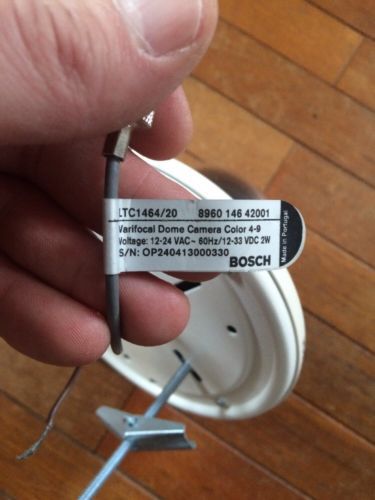 LTC1464/20 8960 146 42001
Varifocal Dome Camera Color 4-9
Voltage: 12-24 VAC~ 60Hz/12-33 VDC 2W
S/N: OP240413000330
BOSCH
Made in Portugal